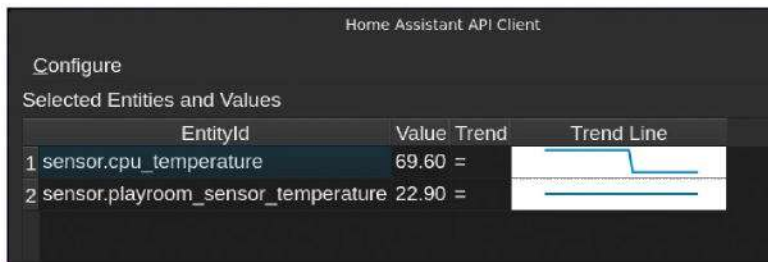 Home Assistant API Client
Configure
Selected Entities and Values
EntityId Value Trend Trend Line
1 sensor.cpu_temperature 69.60 =
2 sensor.playroom_sensor_temperature 22.90 =